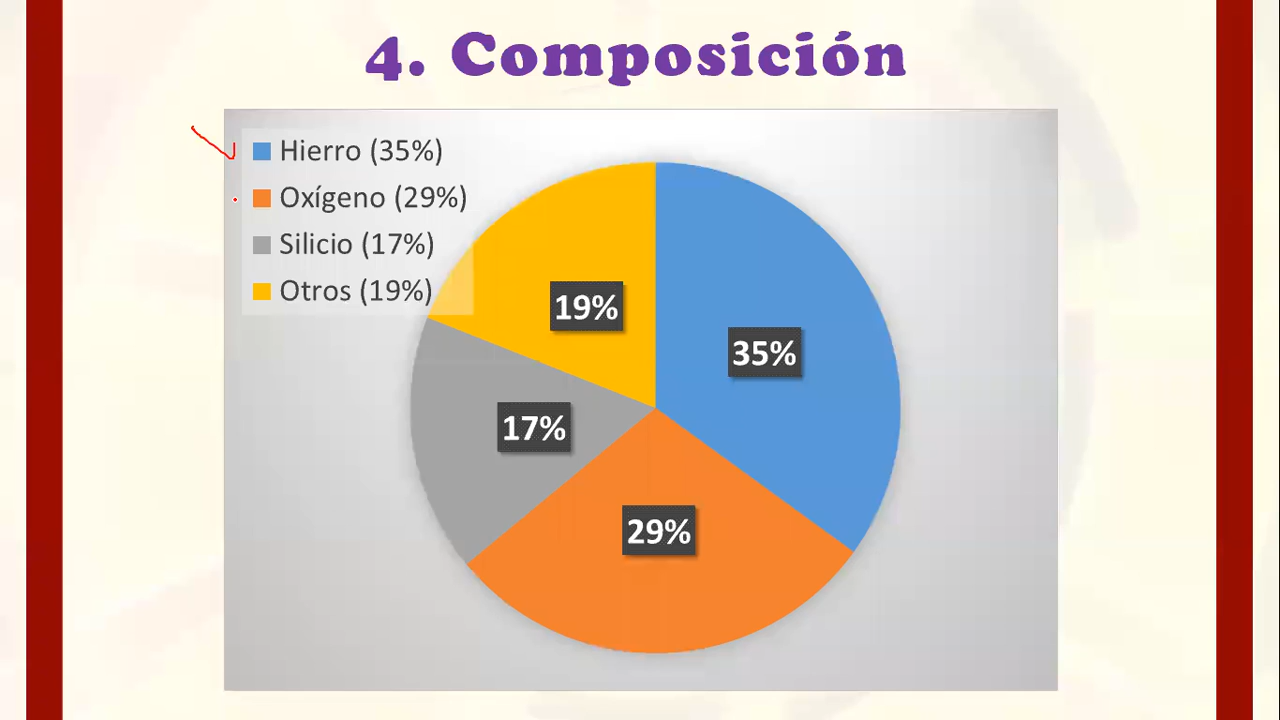 4. Composición
Hierro (35%)
Oxígeno (29%)
Silicio (17%)
Otros (19%)
19%
35%
17%
29%